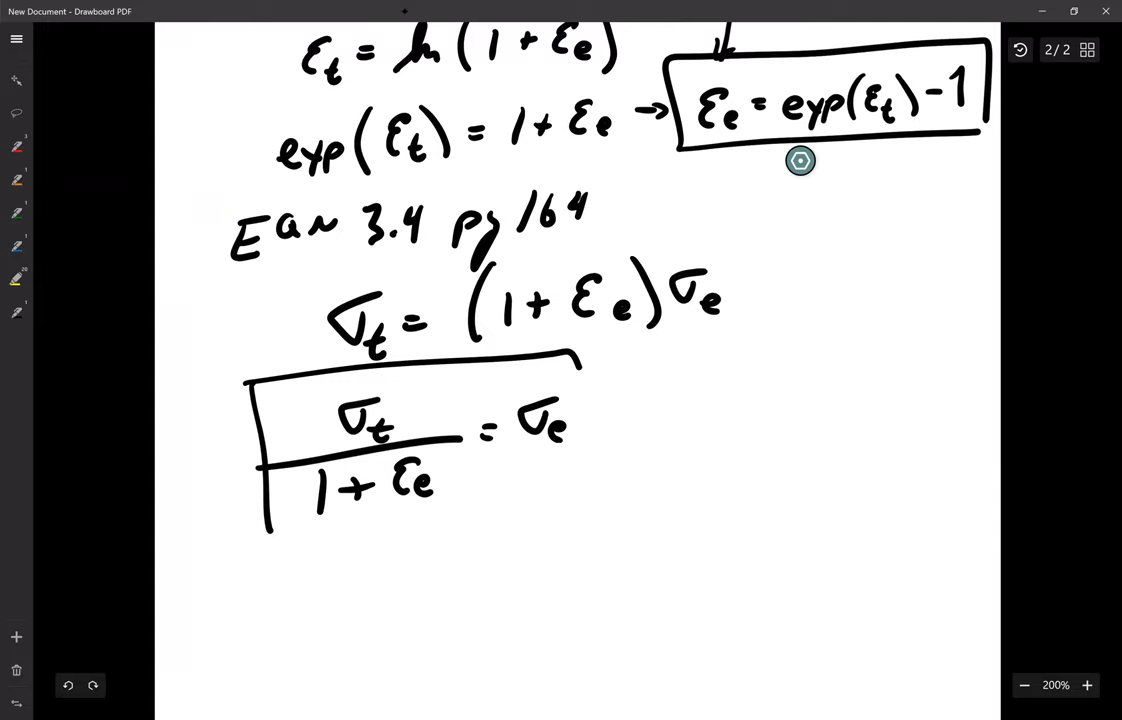 New Document - Drawboard PDF
2/2
εt = ln(1 + εe)
exp(εt) = 1 + εe → εe = exp(εt) - 1
Eqn 3.4 pg 164
σt = (1 + εe)σe
σt / 1 + εe = σe
200%